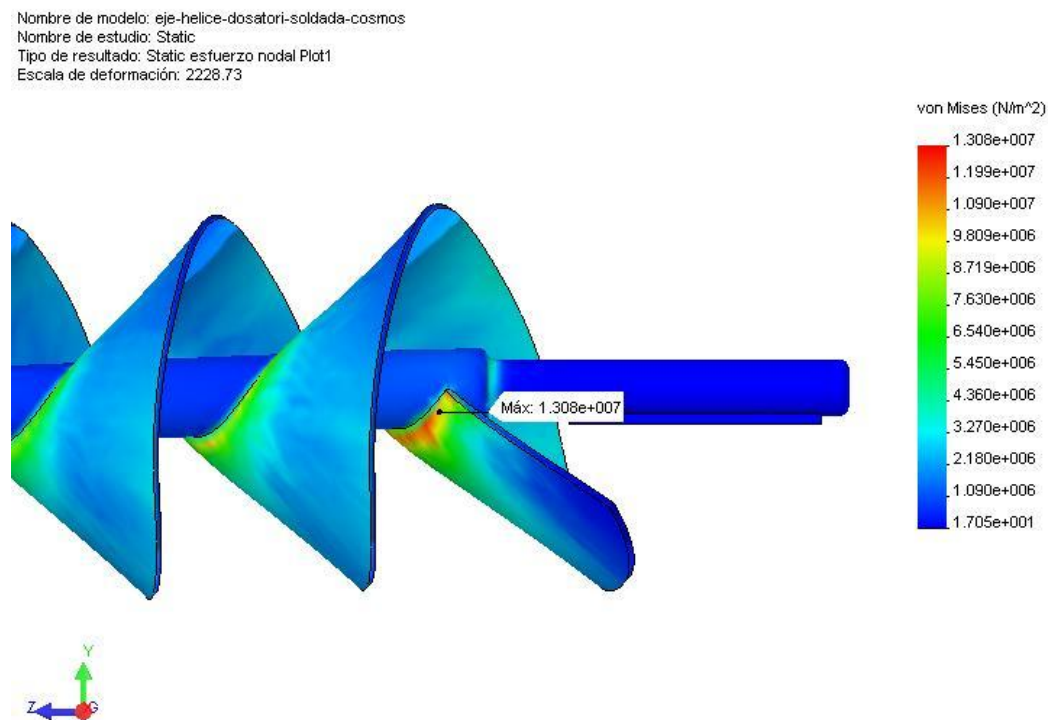 Nombre de modelo: eje-helice-dosatori-soldada-cosmos
Nombre de estudio: Static
Tipo de resultado: Static esfuerzo nodal Plot1
Escala de deformación: 2228.73
von Mises (N/m^2)
1.308e+007
1.199e+007
1.090e+007
9.809e+006
8.719e+006
7.630e+006
6.540e+006
5.450e+006
4.360e+006
3.270e+006
2.180e+006
1.090e+006
1.705e+001
Máx: 1.308e+007
Y
Z